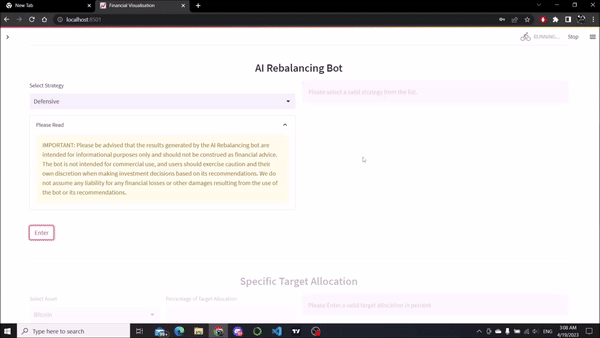 New Tab
Financial Visualisation
localhost:8501
RUNNING...
Stop
AI Rebalancing Bot
Select Strategy
Defensive
Please select a valid strategy from the list.
Please Read
IMPORTANT: Please be advised that the results generated by the AI Rebalancing bot are
intended for informational purposes only and should not be construed as financial advice.
The bot is not intended for commercial use, and users should exercise caution and their
own discretion when making investment decisions based on its recommendations. We do
not assume any liability for any financial losses or other damages resulting from the use of
the bot or its recommendations.
Enter
Specific Target Allocation
Select Asset
Percentage of Target Allocation
Bitcoin
Please Enter a valid target allocation in percent
Type here to search
ENG
3:08 AM
4/19/2023